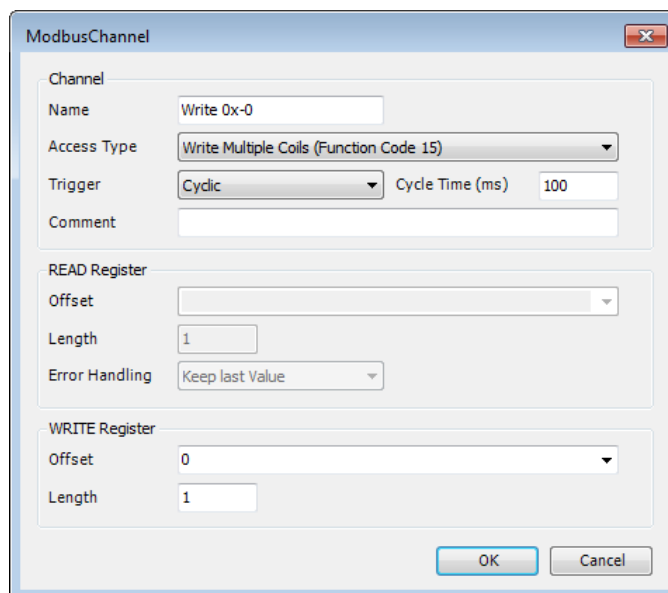 ModbusChannel
Channel
Name Write 0x-0
Access Type Write Multiple Coils (Function Code 15)
Trigger Cyclic Cycle Time (ms) 100
Comment
READ Register
Offset
Length 1
Error Handling Keep last Value
WRITE Register
Offset 0
Length 1
OK Cancel